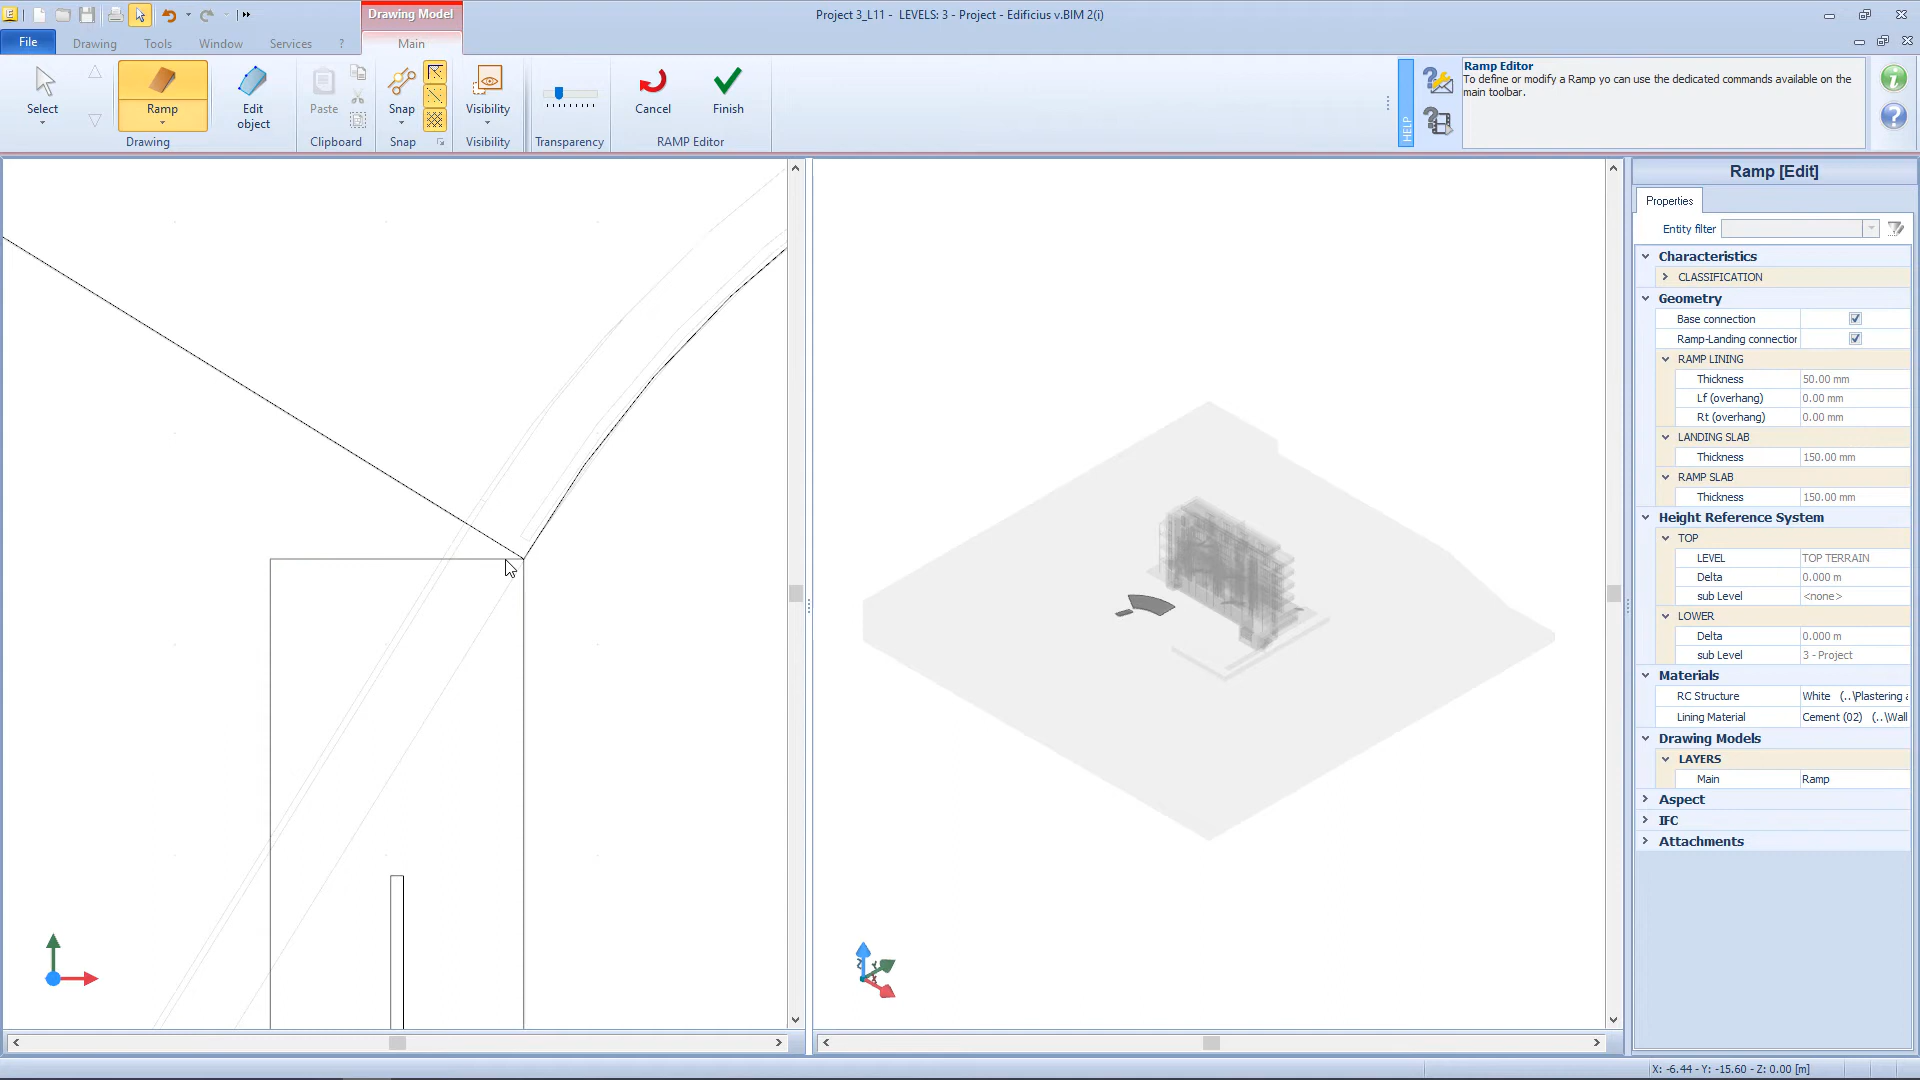 Drawing Model
Project 3_L11 - LEVELS: 3 - Project - Edificius v.BIM 2(i)
File
Drawing
Tools
Window
Services
?
Main
Select
Ramp
Edit
object
Paste
Snap
Visibility
Cancel
Finish
Drawing
Clipboard
Snap
Visibility
Transparency
RAMP Editor
HELP
Ramp Editor
To define or modify a Ramp yo can use the dedicated commands available on the
main toolbar.
Ramp [Edit]
Properties
Entity filter
Characteristics
CLASSIFICATION
Geometry
Base connection
Ramp-Landing connection
RAMP LINING
Thickness 50.00 mm
Lf (overhang) 0.00 mm
Rt (overhang) 0.00 mm
LANDING SLAB
Thickness 150.00 mm
RAMP SLAB
Thickness 150.00 mm
Height Reference System
TOP
LEVEL TOP TERRAIN
Delta 0.000 m
sub Level <none>
LOWER
Delta 0.000 m
sub Level 3 - Project
Materials
RC Structure White (..\Plastering a
Lining Material Cement (02) (..\Wall
Drawing Models
LAYERS
Main Ramp
Aspect
IFC
Attachments
X: -6.44 - Y: -15.60 - Z: 0.00 [m]